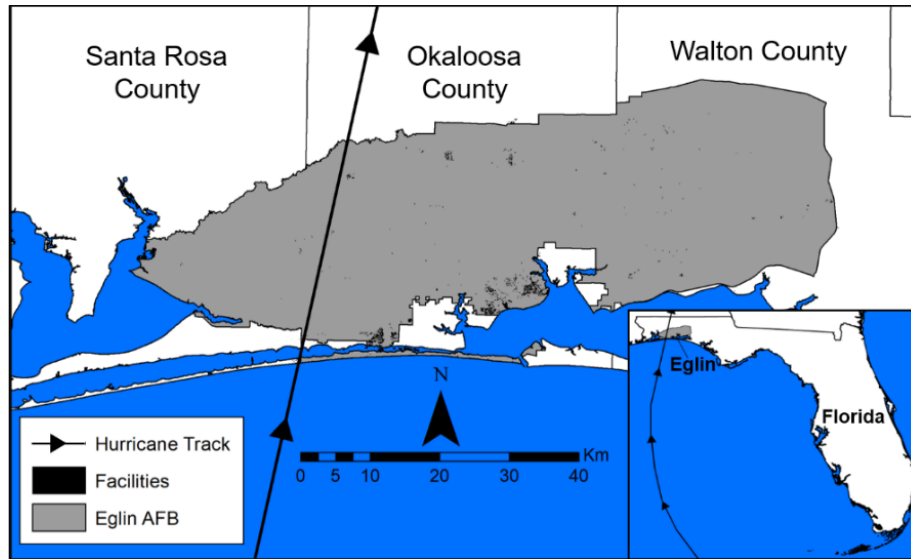 Santa Rosa
County
Okaloosa
County
Walton County
N
Km
0 5 10 20 30 40
Hurricane Track
Facilities
Eglin AFB
Eglin
Florida